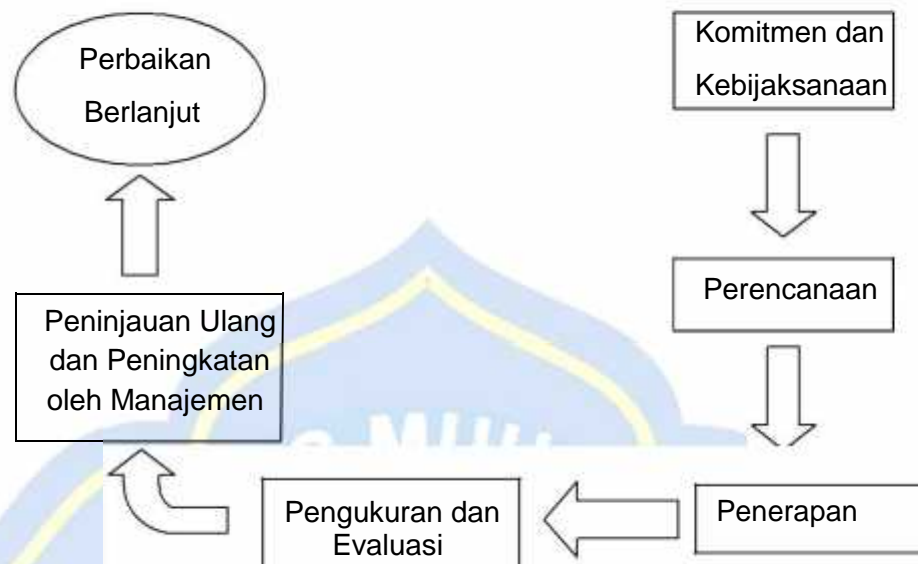 Komitmen dan
Kebijaksanaan
Perencanaan
Penerapan
Pengukuran dan
Evaluasi
Peninjauan Ulang
dan Peningkatan
oleh Manajemen
Perbaikan
Berlanjut